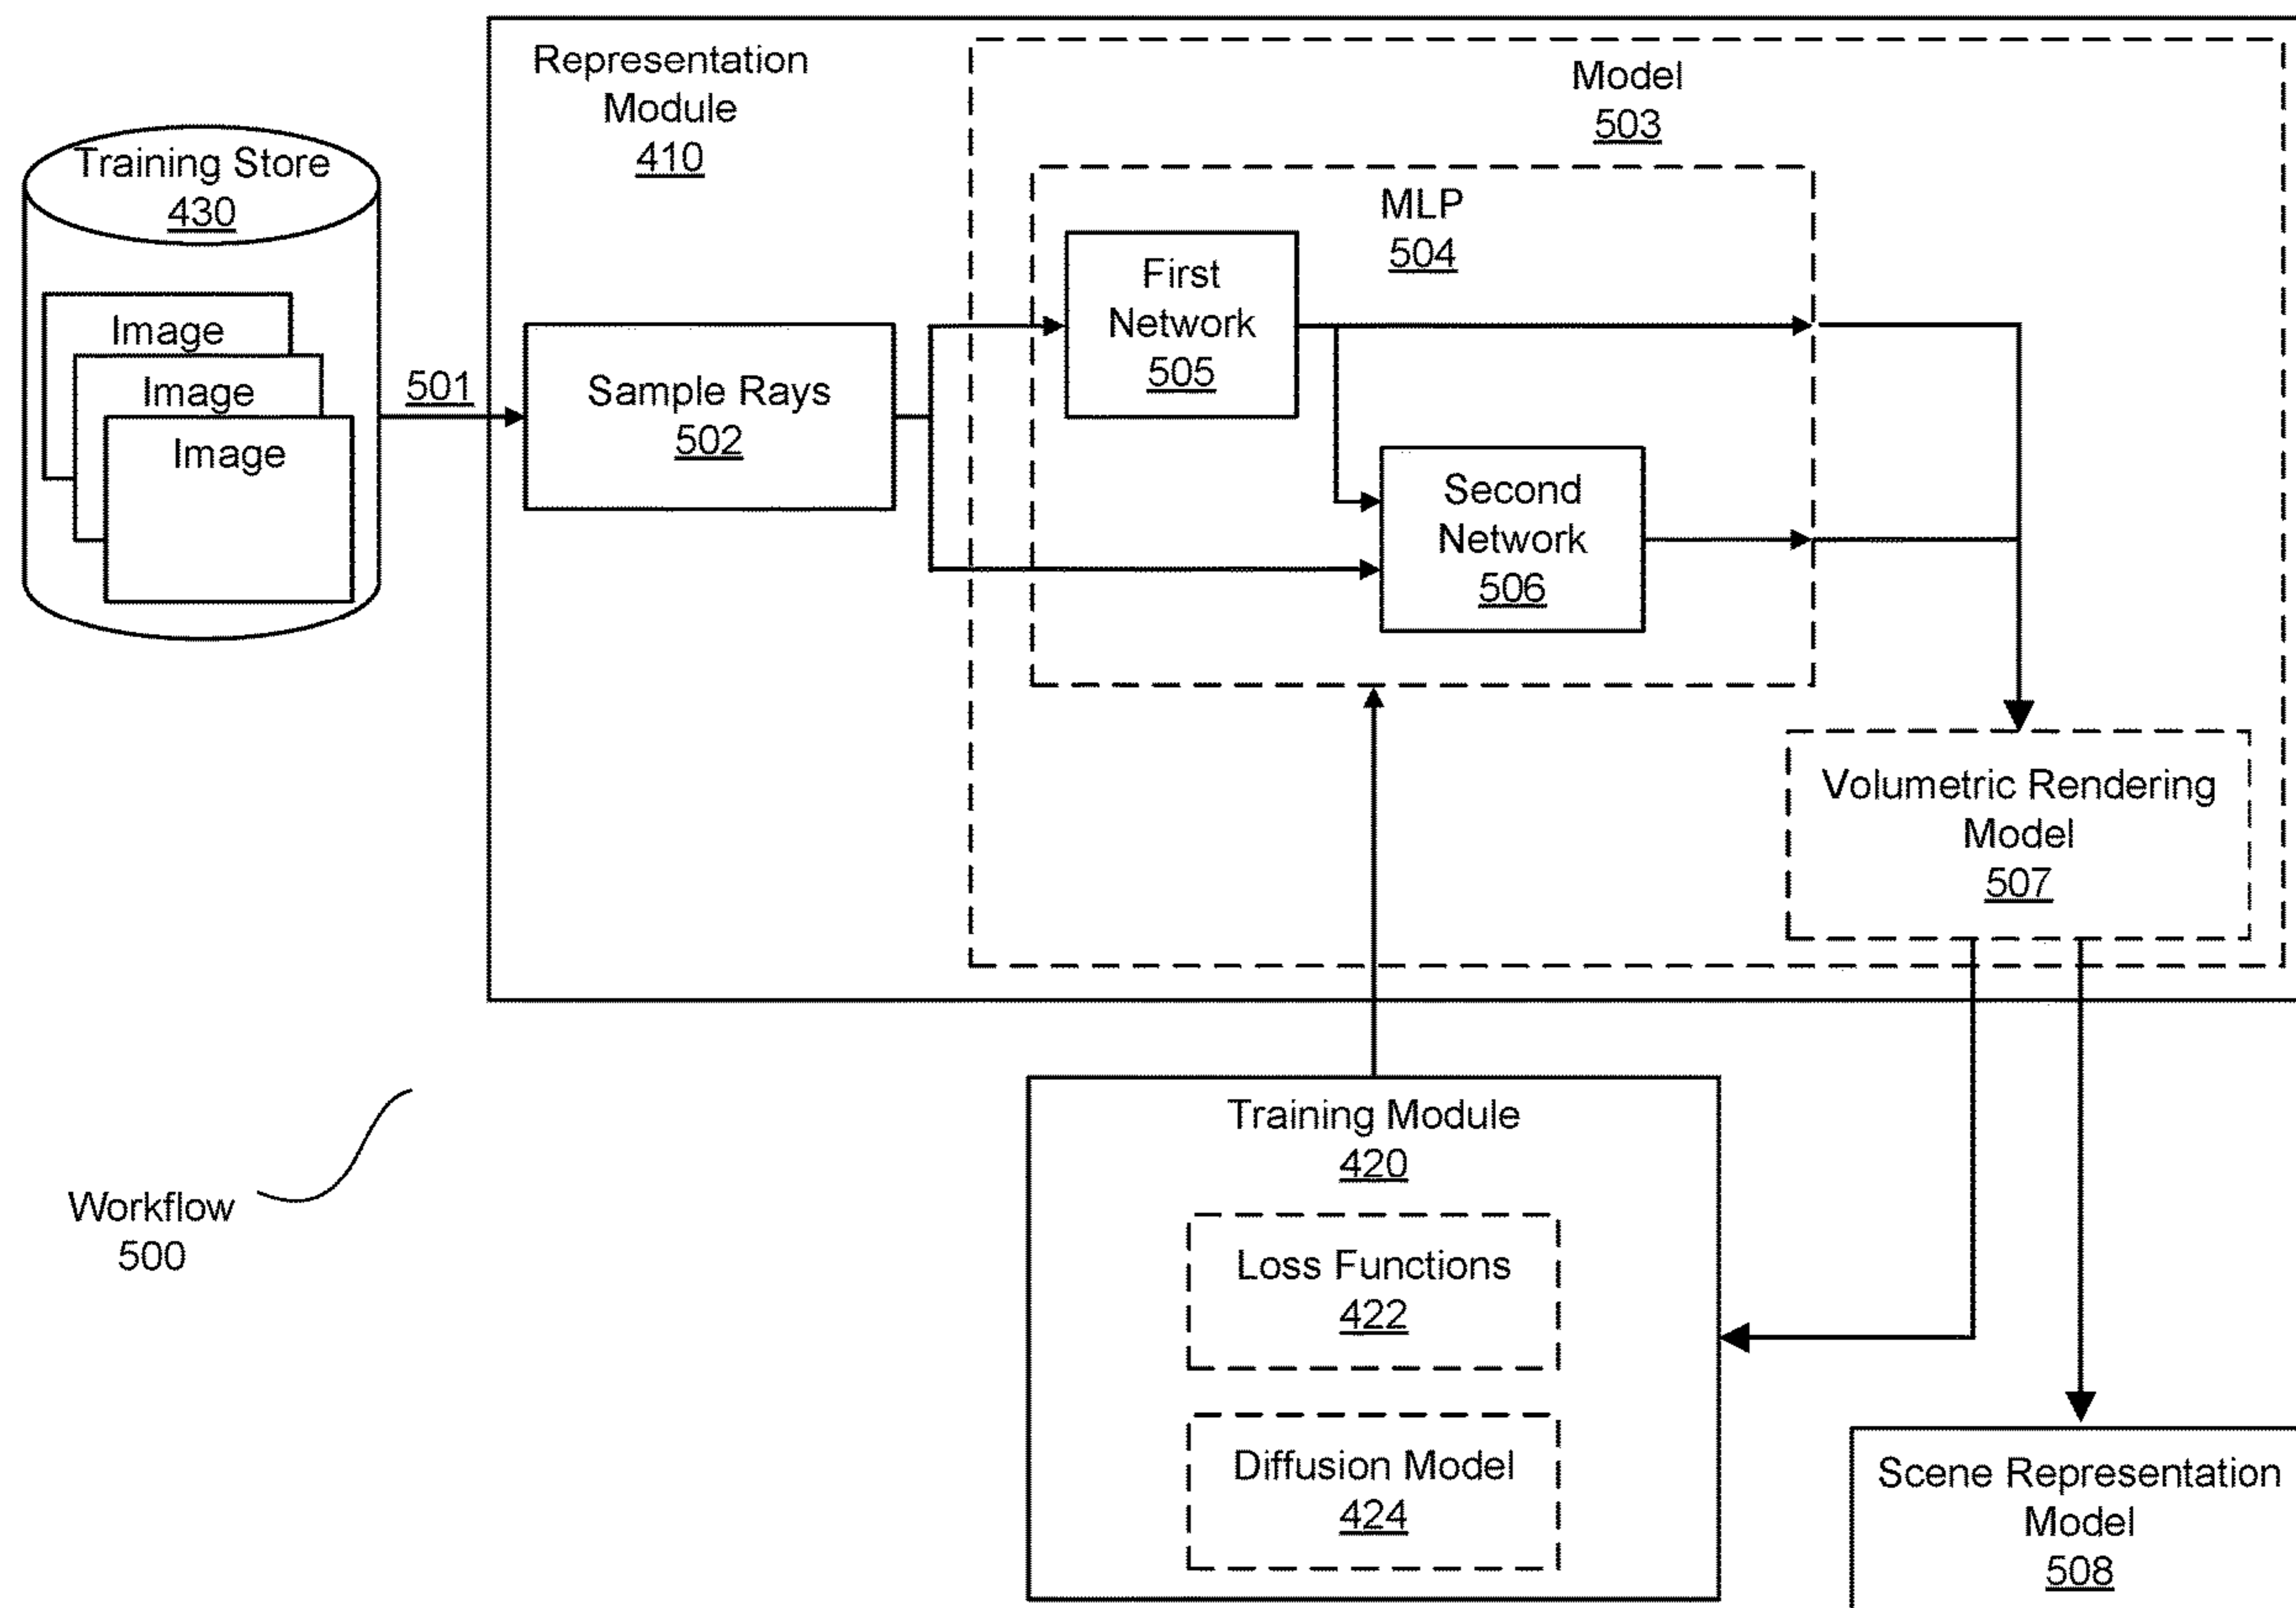 Representation
Module
410
Model
503
Training Store
430
MLP
504
First
Network
505
Image
Image
Image
501
Sample Rays
502
Second
Network
506
Volumetric Rendering
Model
507
Training Module
420
Workflow
500
Loss Functions
422
Diffusion Model
424
Scene Representation
Model
508